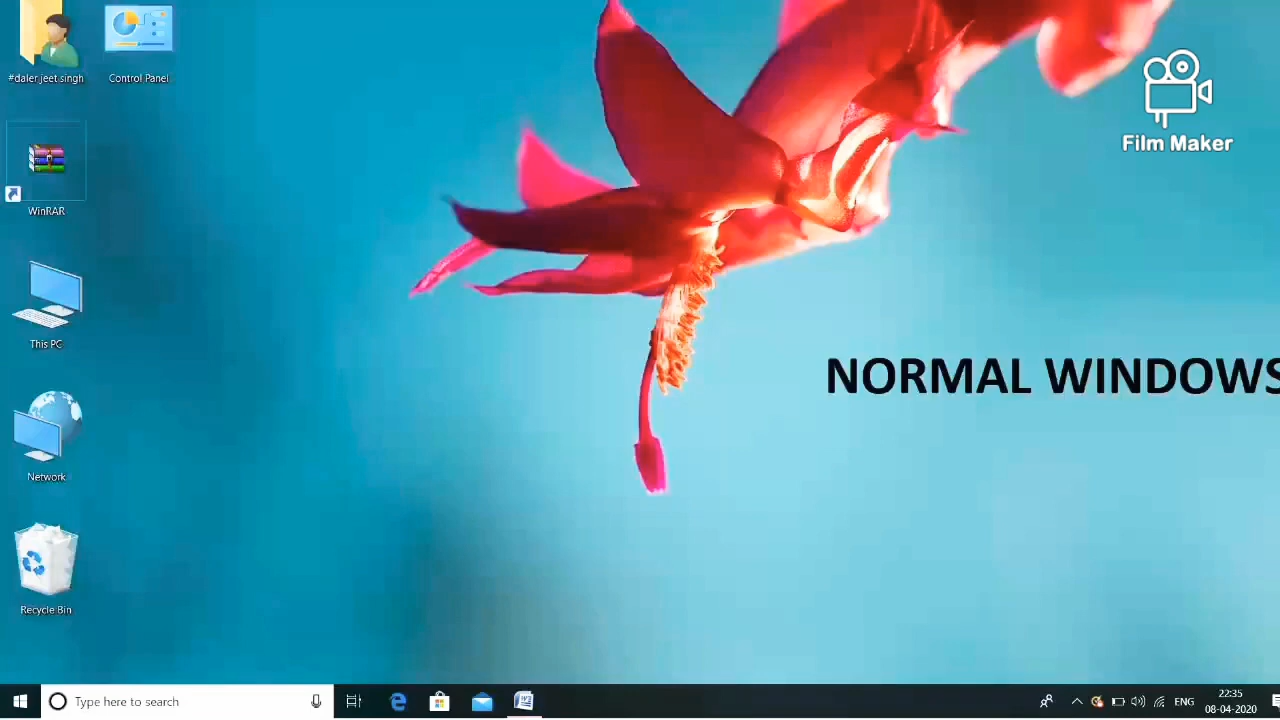 #daler jeet singh
Control Panel
Film Maker
WinRAR
This PC
NORMAL WINDOWS
Network
Recycle Bin
Type here to search
ENG
22:35
08-04-2020